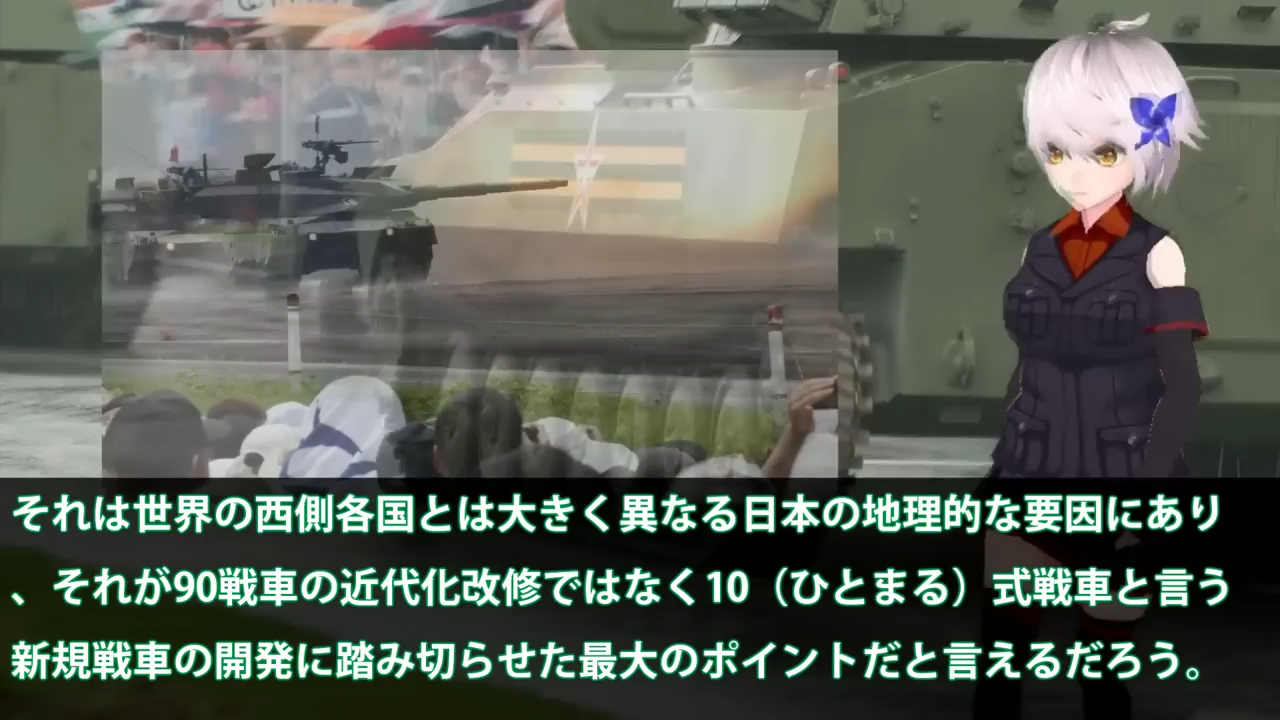 それは世界の西側各国とは大きく異なる日本の地理的な要因にあり
、それが90戦車の近代化改修ではなく10（ひとまる）式戦車と言う
新規戦車の開発に踏み切らせた最大のポイントだと言えるだろう。